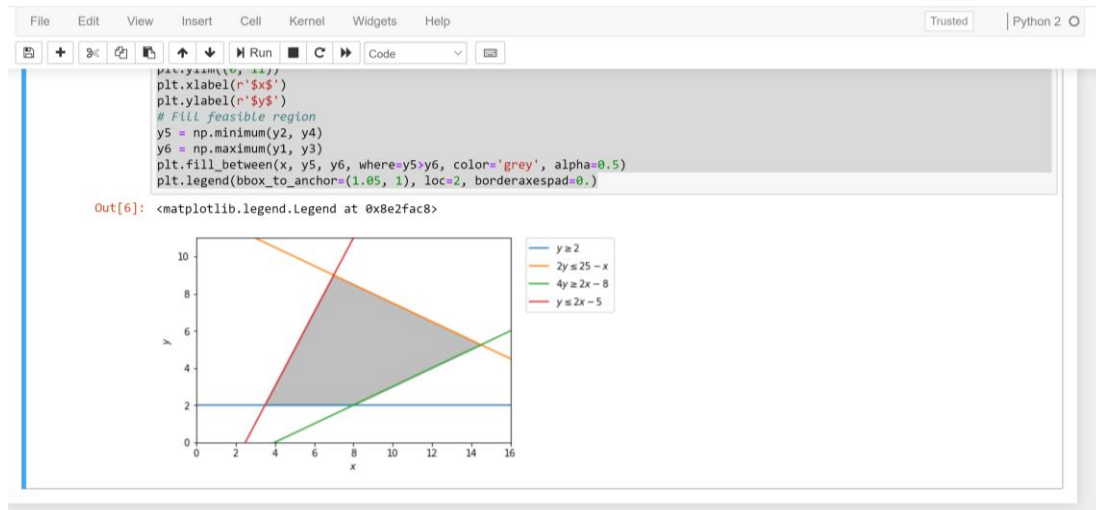 File Edit View Insert Cell Kernel Widgets Help Trusted Python 2
Run Code
plt.ylim((0, 11))
plt.xlabel(r'$x$')
plt.ylabel(r'$y$')
# Fill feasible region
y5 = np.minimum(y2, y4)
y6 = np.maximum(y1, y3)
plt.fill_between(x, y5, y6, where=y5>y6, color='grey', alpha=0.5)
plt.legend(bbox_to_anchor=(1.05, 1), loc=2, borderaxespad=0.)
Out[6]: <matplotlib.legend.Legend at 0x8e2fac8>
y ≥ 2
2y ≤ 25 − x
4y ≥ 2x − 8
y ≤ 2x − 5
10
8
6
4
2
0
y
0 2 4 6 8 10 12 14 16
x